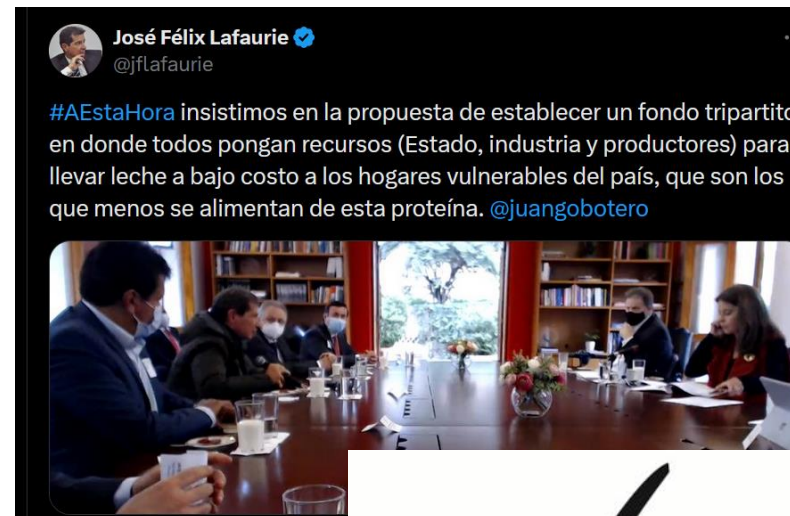 José Félix Lafaurie
@jflafaurie
#AEstaHora insistimos en la propuesta de establecer un fondo tripartito
en donde todos pongan recursos (Estado, industria y productores) para
llevar leche a bajo costo a los hogares vulnerables del país, que son los
que menos se alimentan de esta proteína. @juangobotero